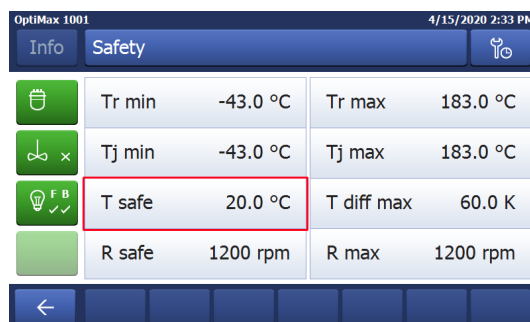 OptiMax 1001 4/15/2020 2:33 PM
Info Safety
Tr min -43.0 °C Tr max 183.0 °C
Tj min -43.0 °C Tj max 183.0 °C
F B
T safe 20.0 °C T diff max 60.0 K
R safe 1200 rpm R max 1200 rpm